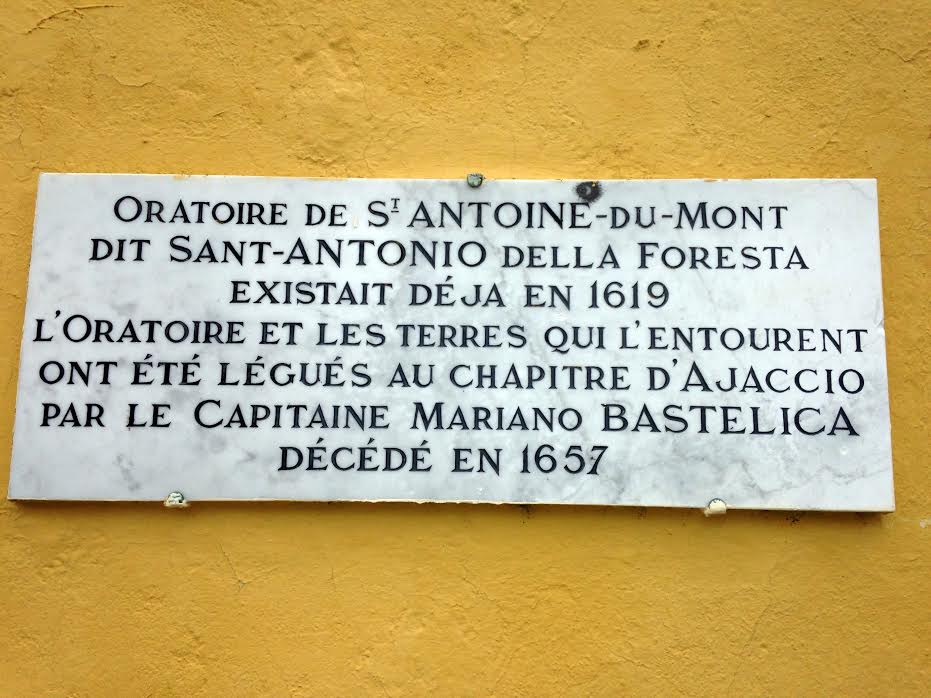 ORATOIRE DE ST ANTOINE-DU-MONT
DIT SANT-ANTONIO DELLA FORESTA
EXISTAIT DÉJA EN 1619
L'ORATOIRE ET LES TERRES QUI L'ENTOURENT
ONT ÉTÉ LÉGUÉS AU CHAPITRE D'AJACCIO
PAR LE CAPITAINE MARIANO BASTELICA
DÉCÉDÉ EN 1657